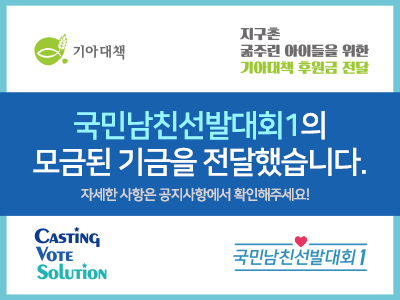 기아대책
지구촌
굶주린 아이들을 위한
기아대책 후원금 전달
국민남친선발대회1의
모금된 기금을 전달했습니다.
자세한 사항은 공지사항에서 확인해주세요!
CASTING
VOTE
SOLUTION
국민남친선발대회1